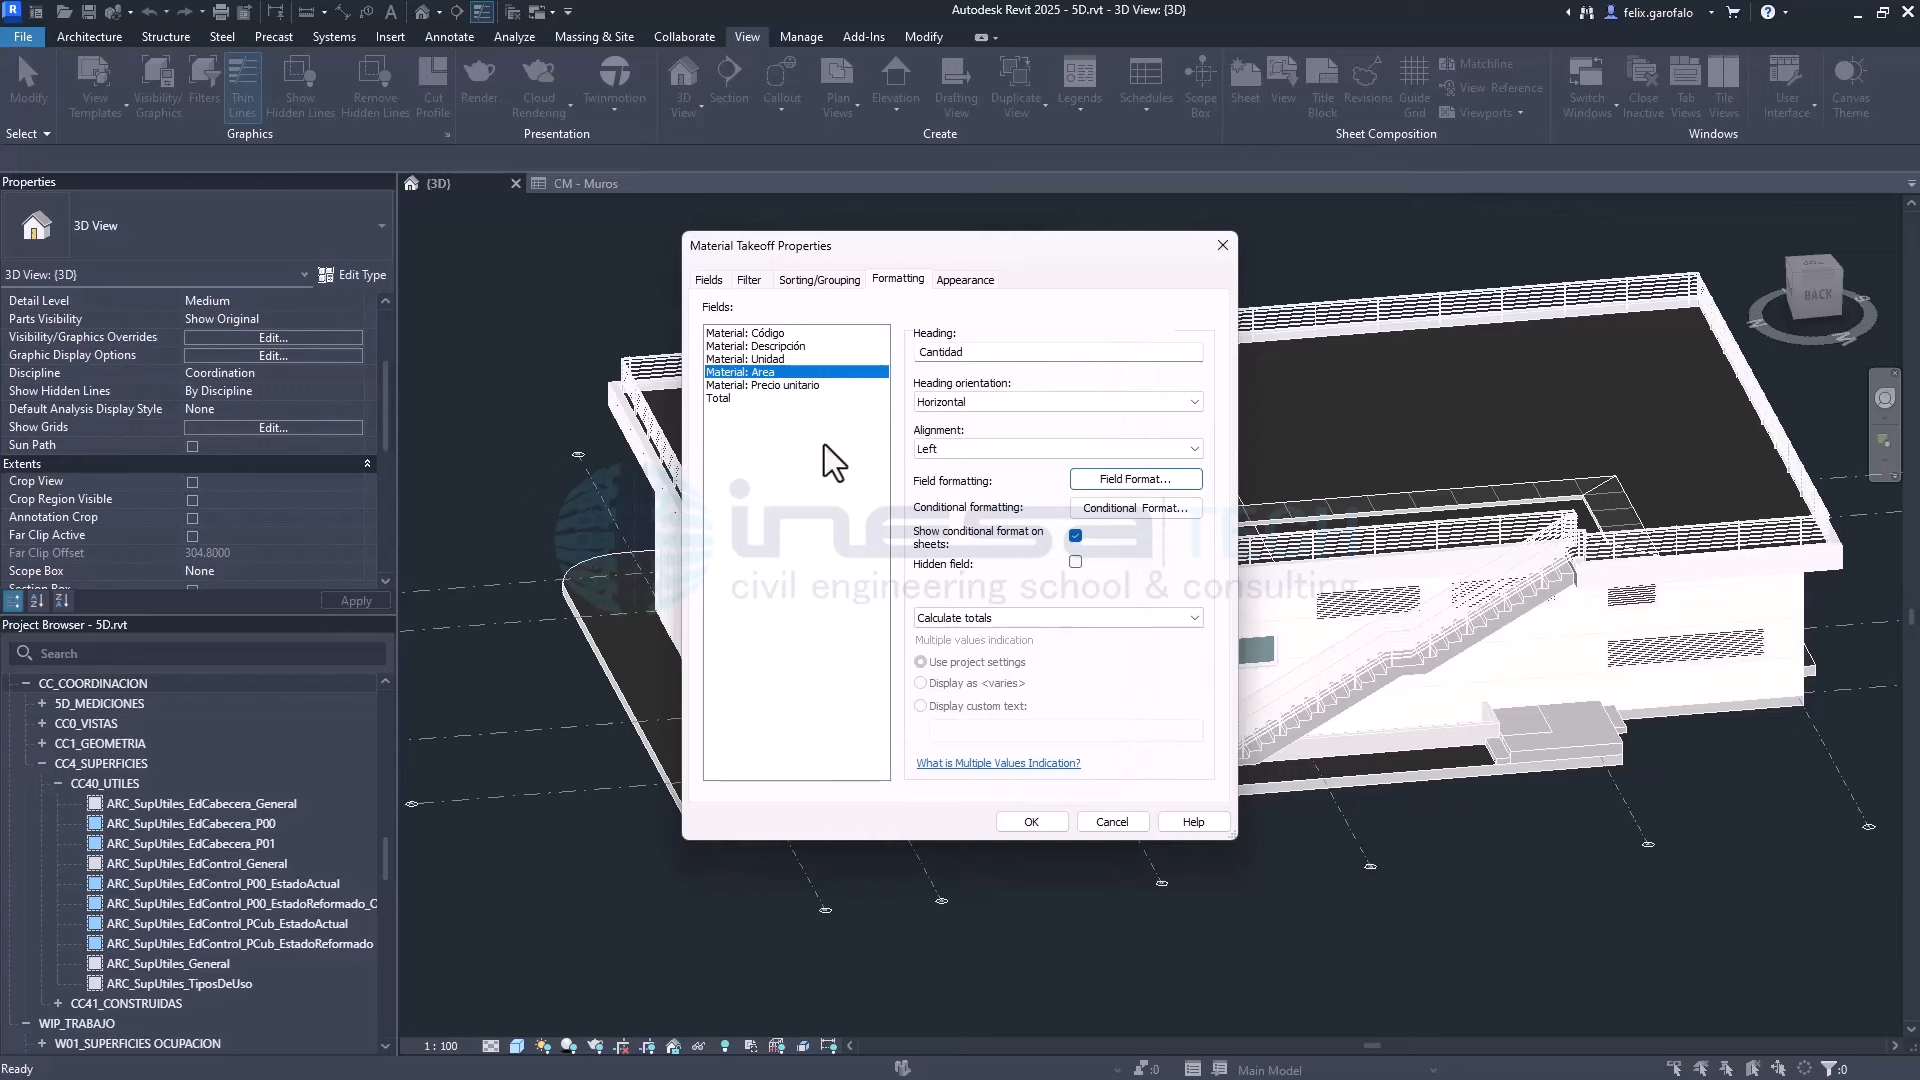 Autodesk Revit 2025 - 5D.rvt - 3D View: {3D}
felix.garofalo
File
Architecture
Structure
Steel
Precast
Systems
Insert
Annotate
Analyze
Massing & Site
Collaborate
View
Manage
Add-Ins
Modify
Modify
View Templates
Visibility/ Graphics
Filters
Thin Lines
Show Hidden Lines
Remove Hidden Lines
Cut Profile
Render
Cloud Rendering
Twinmotion
3D View
Section
Callout
Plan Views
Elevation
Drafting View
Duplicate View
Legends
Schedules
Scope Box
Sheet
View
Title Block
Revisions
Guide Grid
Matchline
View Reference
Viewports
Switch Windows
Close Inactive
Tab Views
Tile Views
User Interface
Canvas Theme
Select
Graphics
Presentation
Create
Sheet Composition
Windows
Properties
3D View
3D View: {3D}
Edit Type
Detail Level Medium
Parts Visibility Show Original
Visibility/Graphics Overrides Edit...
Graphic Display Options Edit...
Discipline Coordination
Show Hidden Lines By Discipline
Default Analysis Display Style None
Show Grids Edit...
Sun Path
Extents
Crop View
Crop Region Visible
Annotation Crop
Far Clip Active
Far Clip Offset 304.8000
Scope Box None
Apply
Project Browser - 5D.rvt
Search
CC_COORDINACION
5D_MEDICIONES
CC0_VISTAS
CC1_GEOMETRIA
CC4_SUPERFICIES
CC40_UTILES
ARC_SupUtiles_EdCabecera_General
ARC_SupUtiles_EdCabecera_P00
ARC_SupUtiles_EdCabecera_P01
ARC_SupUtiles_EdControl_General
ARC_SupUtiles_EdControl_P00_EstadoActual
ARC_SupUtiles_EdControl_P00_EstadoReformado_O
ARC_SupUtiles_EdControl_PCub_EstadoActual
ARC_SupUtiles_EdControl_PCub_EstadoReformado
ARC_SupUtiles_General
ARC_SupUtiles_TiposDeUso
CC41_CONSTRUIDAS
WIP_TRABAJO
W01_SUPERFICIES OCUPACION
Ready
{3D}
CM - Muros
Material Takeoff Properties
Fields
Filter
Sorting/Grouping
Formatting
Appearance
Fields:
Material: Código
Material: Descripción
Material: Unidad
Material: Area
Material: Precio unitario
Total
Heading:
Cantidad
Heading orientation:
Horizontal
Alignment:
Left
Field formatting:
Field Format...
Conditional formatting:
Conditional Format...
Show conditional format on sheets:
Hidden field:
Calculate totals
Multiple values indication
Use project settings
Display as <varies>
Display custom text:
What is Multiple Values Indication?
OK
Cancel
Help
civil engineering school & consulting
BACK
1 : 100
:0
Main Model
:0